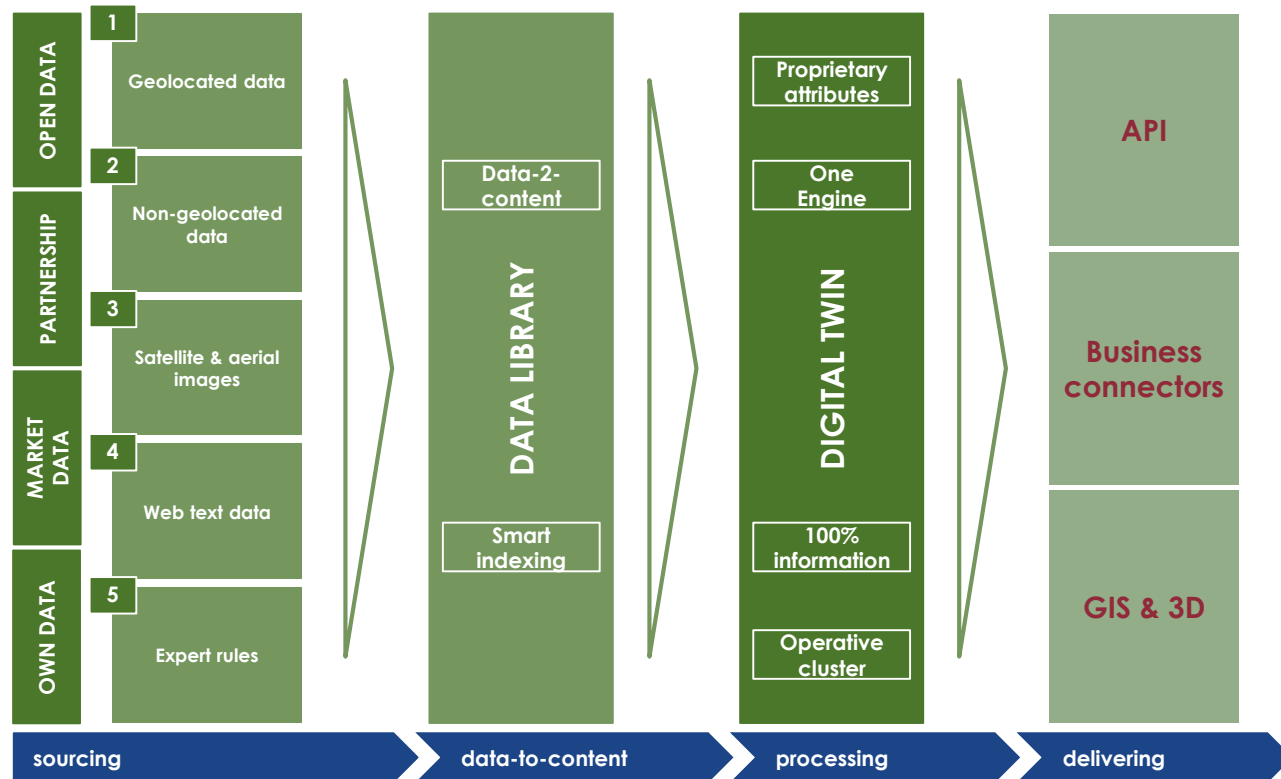 OPEN DATA
PARTNERSHIP
MARKET
DATA
OWN DATA
1
Geolocated data
2
Non-geolocated
data
3
Satellite & aerial
images
4
Web text data
5
Expert rules
Data-2-
content
DATA LIBRARY
Smart
indexing
Proprietary
attributes
One
Engine
DIGITAL TWIN
100%
information
Operative
cluster
API
Business
connectors
GIS & 3D
sourcing
data-to-content
processing
delivering